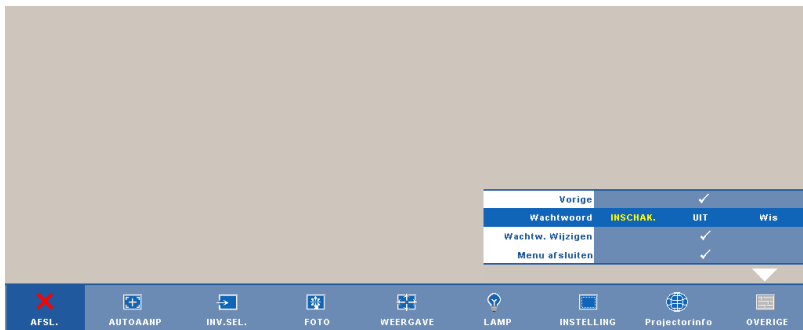 Vorige
Wachtwoord INSCHAK. UIT Wis
Wachtw. Wijzigen
Menu afsluiten
AFSL. AUTOAANP INV.SEL. FOTO WEERGAVE LAMP INSTELLING Projectorinfo OVERIGE